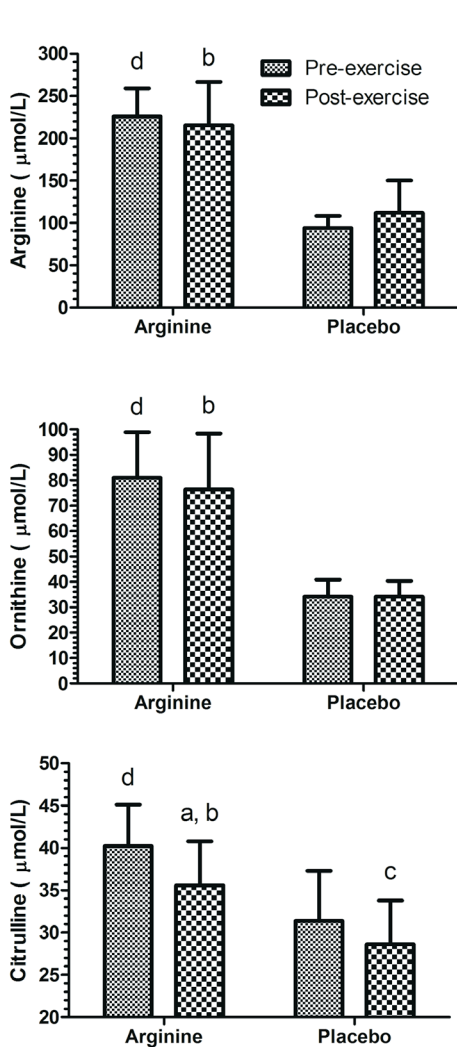 Arginine ( μmol/L)
300
250
200
150
100
50
0
d
b
Pre-exercise
Post-exercise
Arginine
Placebo
Ornithine ( μmol/L)
100
90
80
70
60
50
40
30
20
10
0
d
b
Arginine
Placebo
Citrulline ( μmol/L)
50
45
40
35
30
25
20
d
a, b
c
Arginine
Placebo